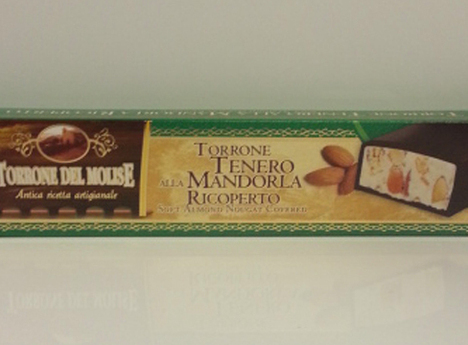 TORRONE DEL MOLISE
Antica ricetta artigianale
TORRONE
TENERO
ALLA MANDORLA
RICOPERTO
SOFT ALMOND NOUGAT COVERED